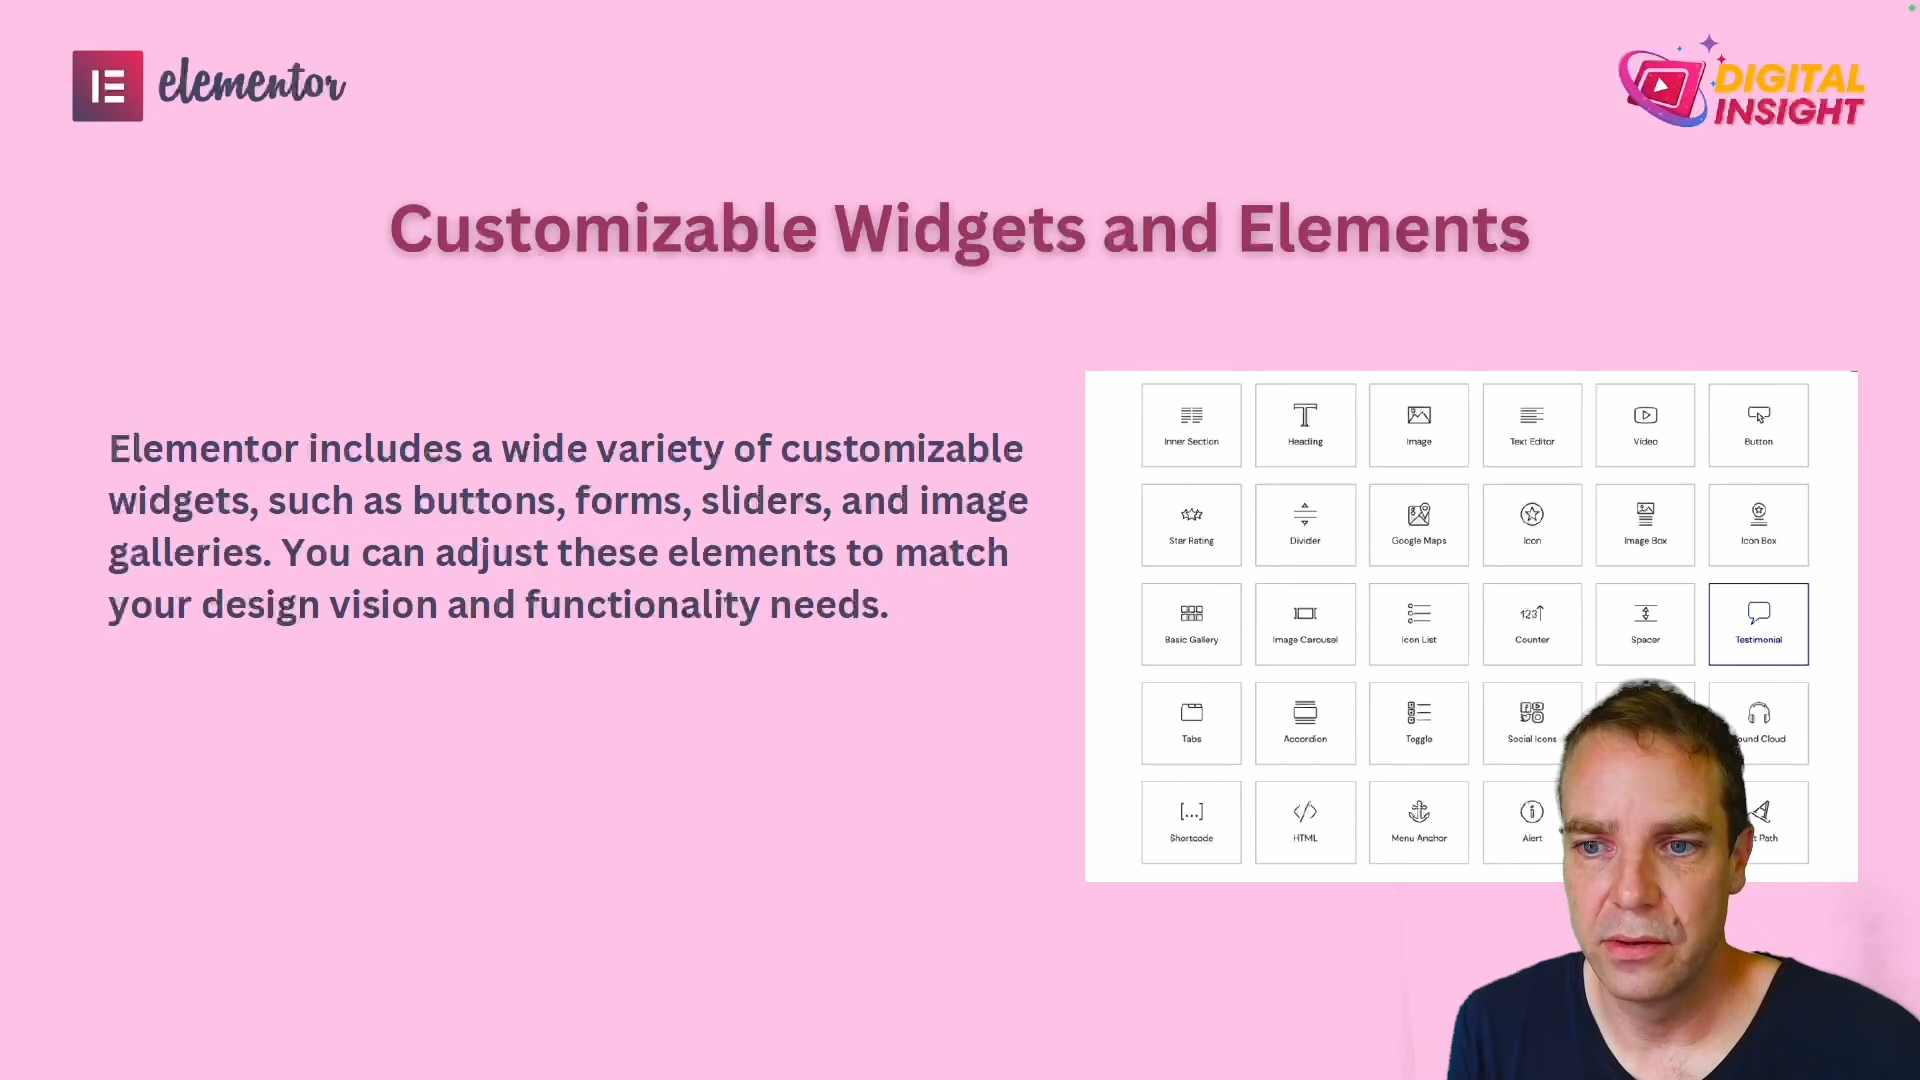 elementor
DIGITAL
INSIGHT
Customizable Widgets and Elements
Elementor includes a wide variety of customizable
widgets, such as buttons, forms, sliders, and image
galleries. You can adjust these elements to match
your design vision and functionality needs.
Inner Section
Heading
Image
Text Editor
Video
Button
Star Rating
Divider
Google Maps
Icon
Image Box
Icon Box
Basic Gallery
Image Carousel
Icon List
123
Counter
Spacer
Testimonial
Tabs
Accordion
Toggle
Social Icons
Cloud
[...]
Shortcode
</>
HTML
Menu Anchor
Alert
Path